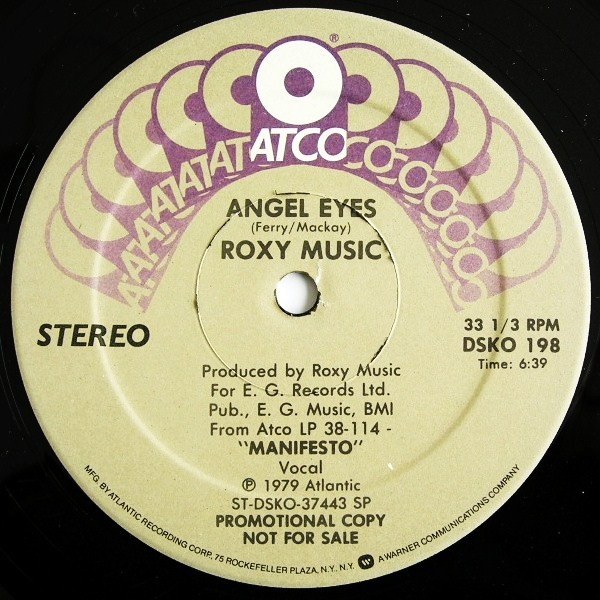 ®
ATCO
ANGEL EYES
(Ferry/Mackay)
ROXY MUSIC
STEREO
33 1/3 RPM
DSKO 198
Time: 6:39
Produced by Roxy Music
For E. G. Records Ltd.
Pub., E. G. Music, BMI
From Atco LP 38-114 -
"MANIFESTO"
Vocal
℗ 1979 Atlantic
ST-DSKO-37443 SP
PROMOTIONAL COPY
NOT FOR SALE
MFG. BY ATLANTIC RECORDING CORP., 75 ROCKEFELLER PLAZA, N.Y., N.Y. A WARNER COMMUNICATIONS COMPANY